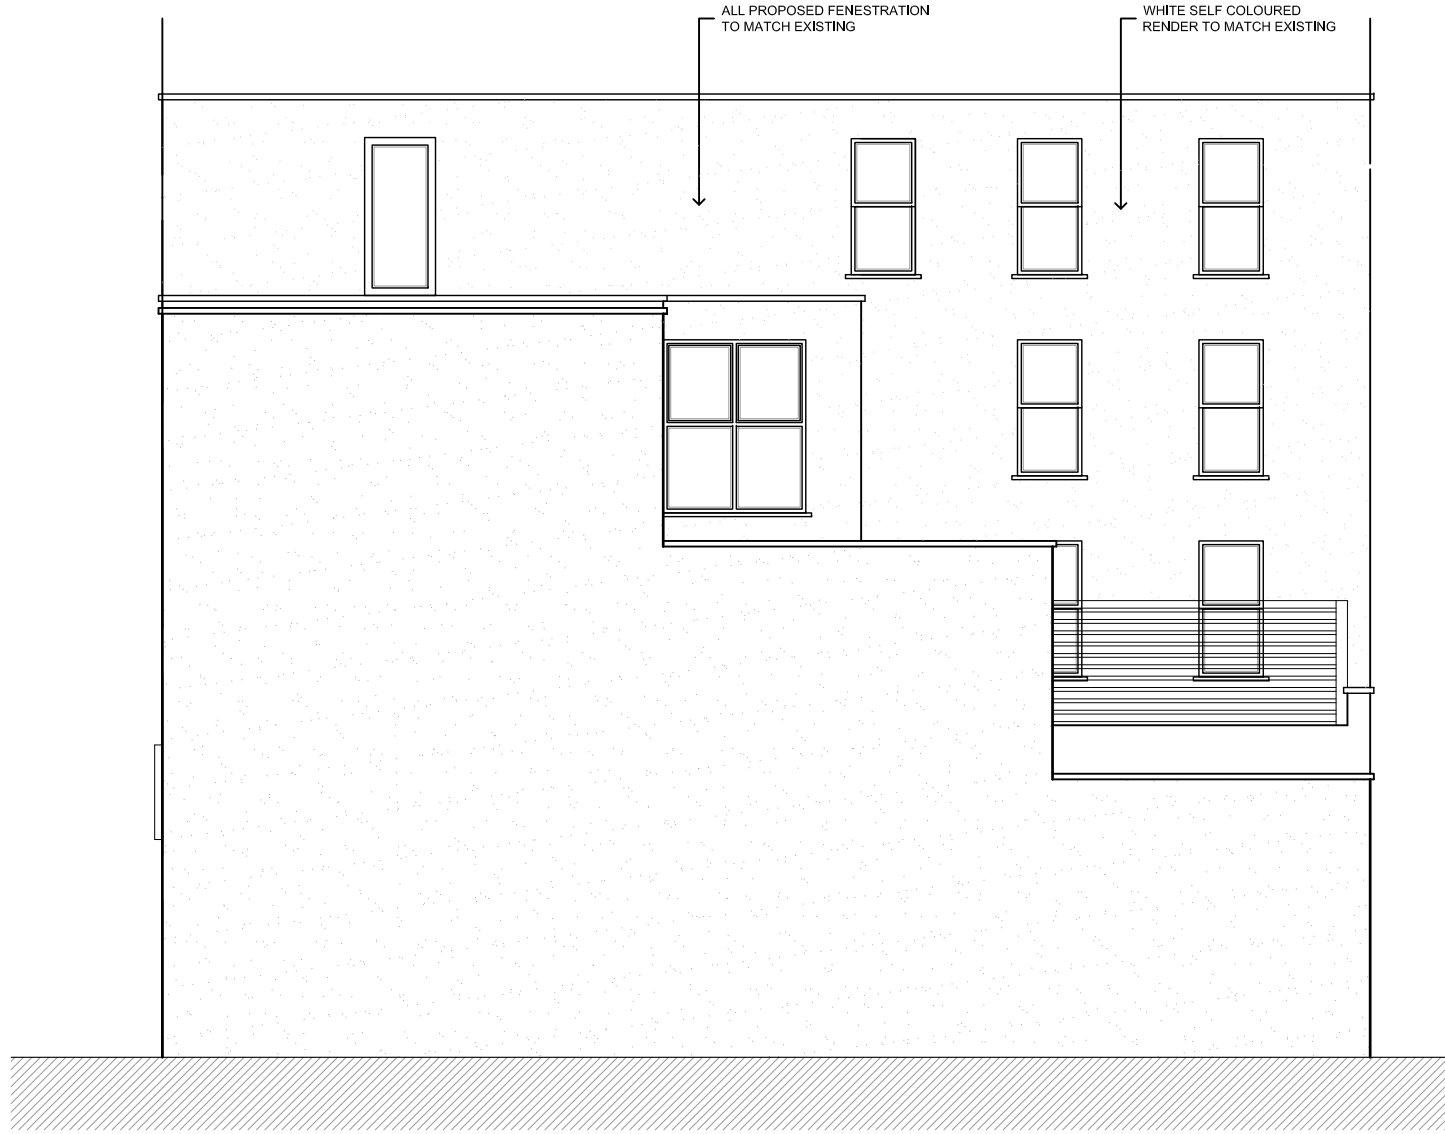 ALL PROPOSED FENESTRATION
TO MATCH EXISTING
WHITE SELF COLOURED
RENDER TO MATCH EXISTING